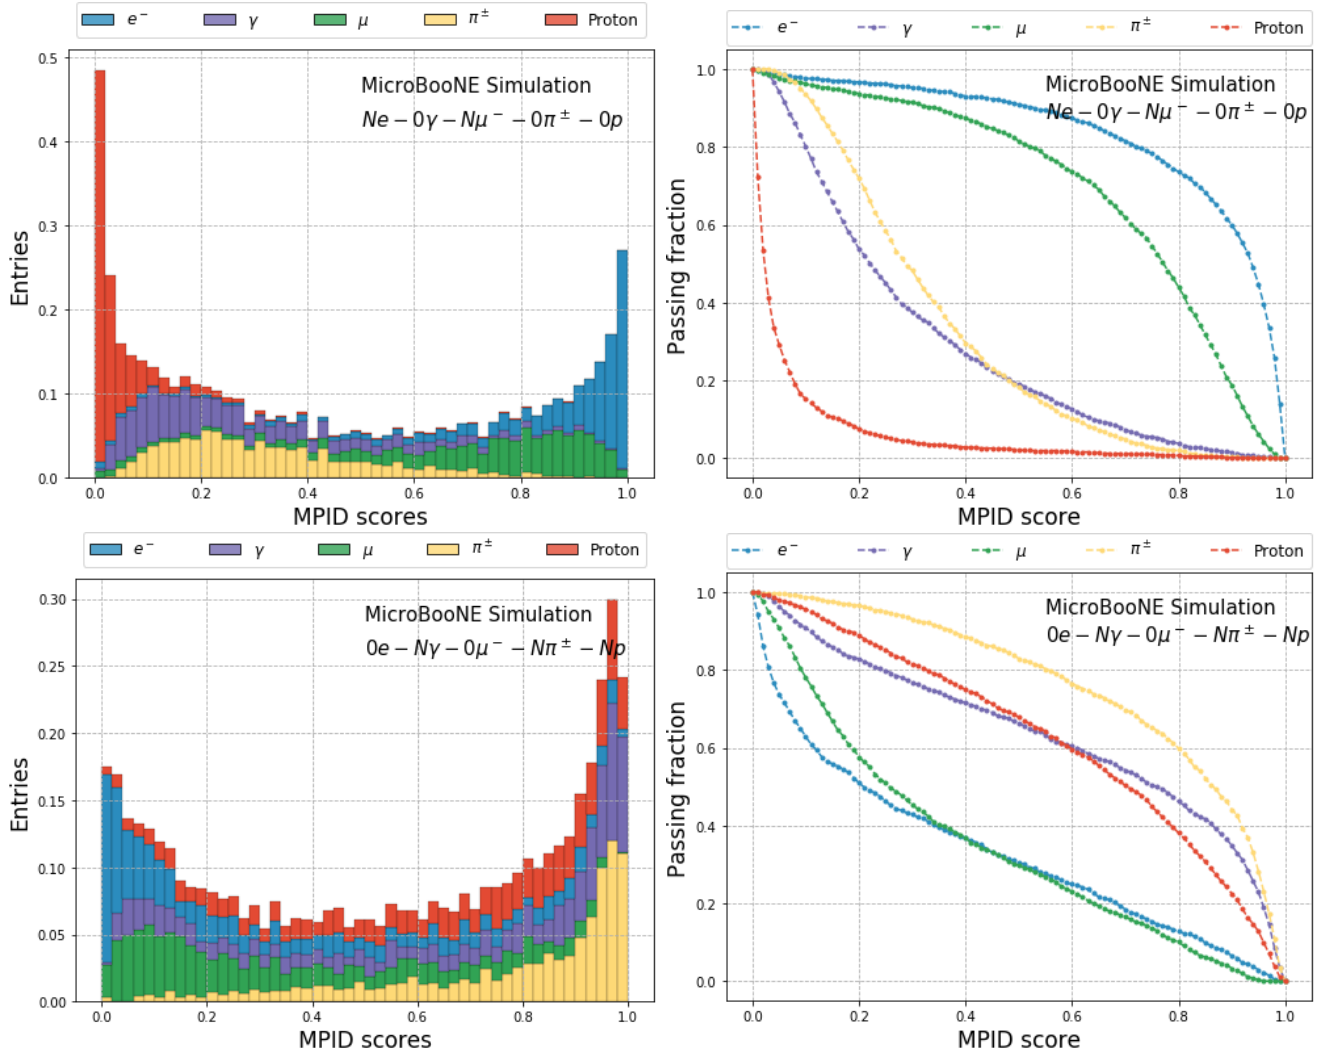 e⁻ γ μ π± Proton
MicroBooNE Simulation
Ne − 0γ − Nμ⁻ − 0π± − 0p
Entries
0.5
0.4
0.3
0.2
0.1
0.0
0.0 0.2 0.4 0.6 0.8 1.0
MPID scores
e⁻ γ μ π± Proton
MicroBooNE Simulation
Ne − 0γ − Nμ⁻ − 0π± − 0p
Passing fraction
1.0
0.8
0.6
0.4
0.2
0.0
0.0 0.2 0.4 0.6 0.8 1.0
MPID score
e⁻ γ μ π± Proton
MicroBooNE Simulation
0e − Nγ − 0μ⁻ − Nπ± − Np
Entries
0.30
0.25
0.20
0.15
0.10
0.05
0.00
0.0 0.2 0.4 0.6 0.8 1.0
MPID scores
e⁻ γ μ π± Proton
MicroBooNE Simulation
0e − Nγ − 0μ⁻ − Nπ± − Np
Passing fraction
1.0
0.8
0.6
0.4
0.2
0.0
0.0 0.2 0.4 0.6 0.8 1.0
MPID score